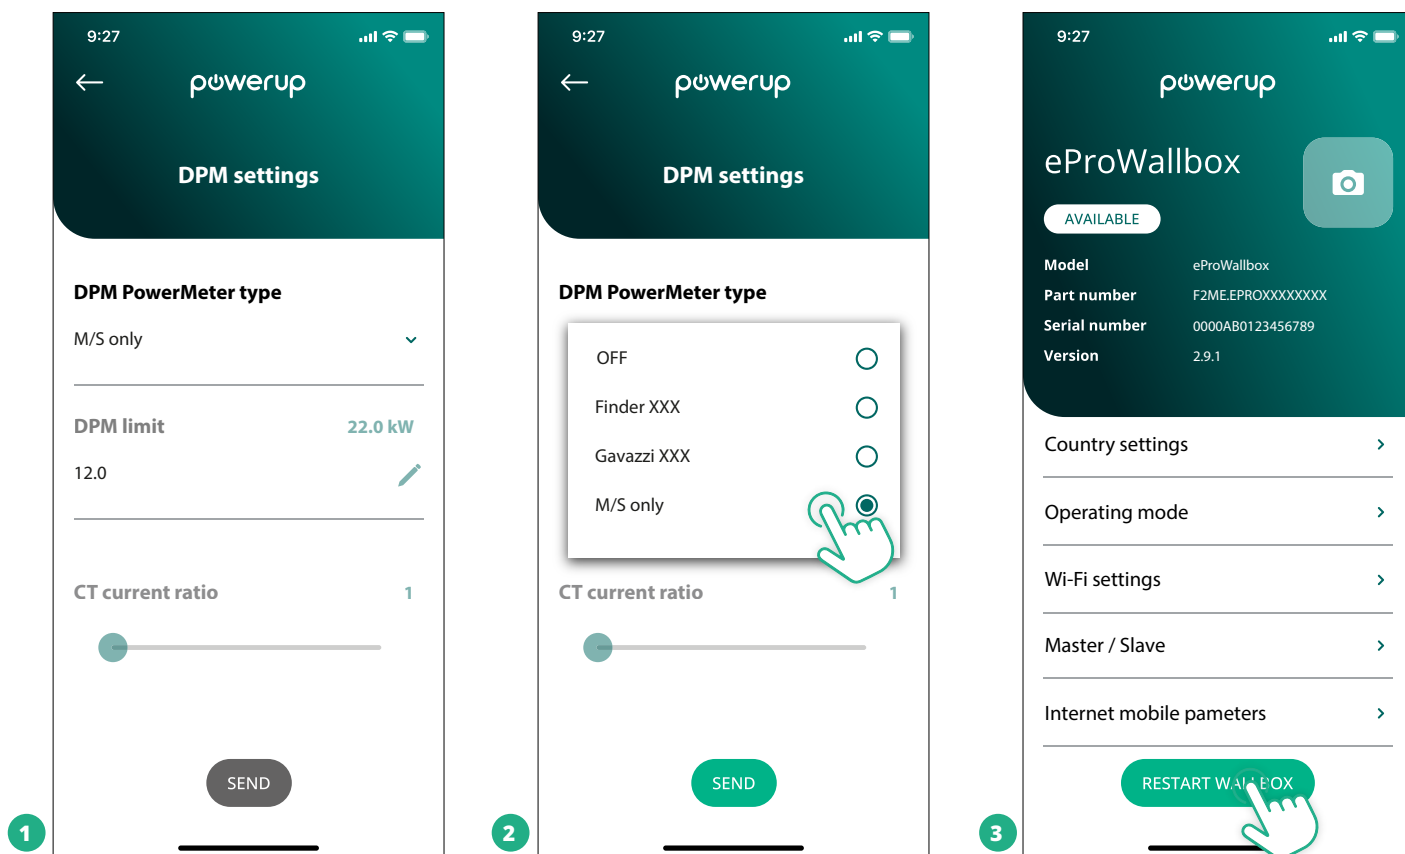 9:27
powerup
DPM settings
DPM PowerMeter type
M/S only
DPM limit 22.0 kW
12.0
CT current ratio 1
SEND
1
9:27
powerup
DPM settings
DPM PowerMeter type
OFF
Finder XXX
Gavazzi XXX
M/S only
CT current ratio 1
SEND
2
9:27
powerup
eProWallbox
AVAILABLE
Model eProWallbox
Part number F2ME.EPROXXXXXXXX
Serial number 0000AB0123456789
Version 2.9.1
Country settings
Operating mode
Wi-Fi settings
Master / Slave
Internet mobile pameters
RESTART WALLBOX
3